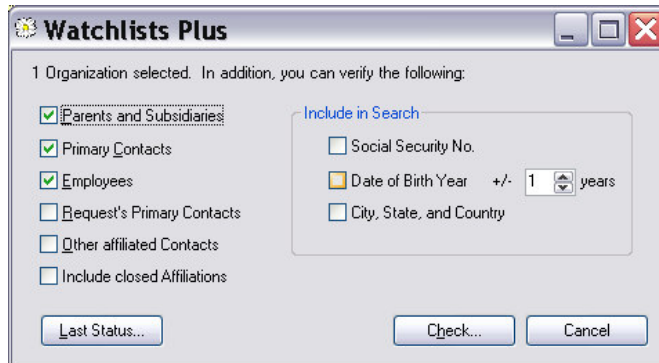 Watchlists Plus
1 Organization selected. In addition, you can verify the following:
Parents and Subsidiaries
Primary Contacts
Employees
Request's Primary Contacts
Other affiliated Contacts
Include closed Affiliations
Include in Search
Social Security No.
Date of Birth Year +/- 1 years
City, State, and Country
Last Status... Check... Cancel